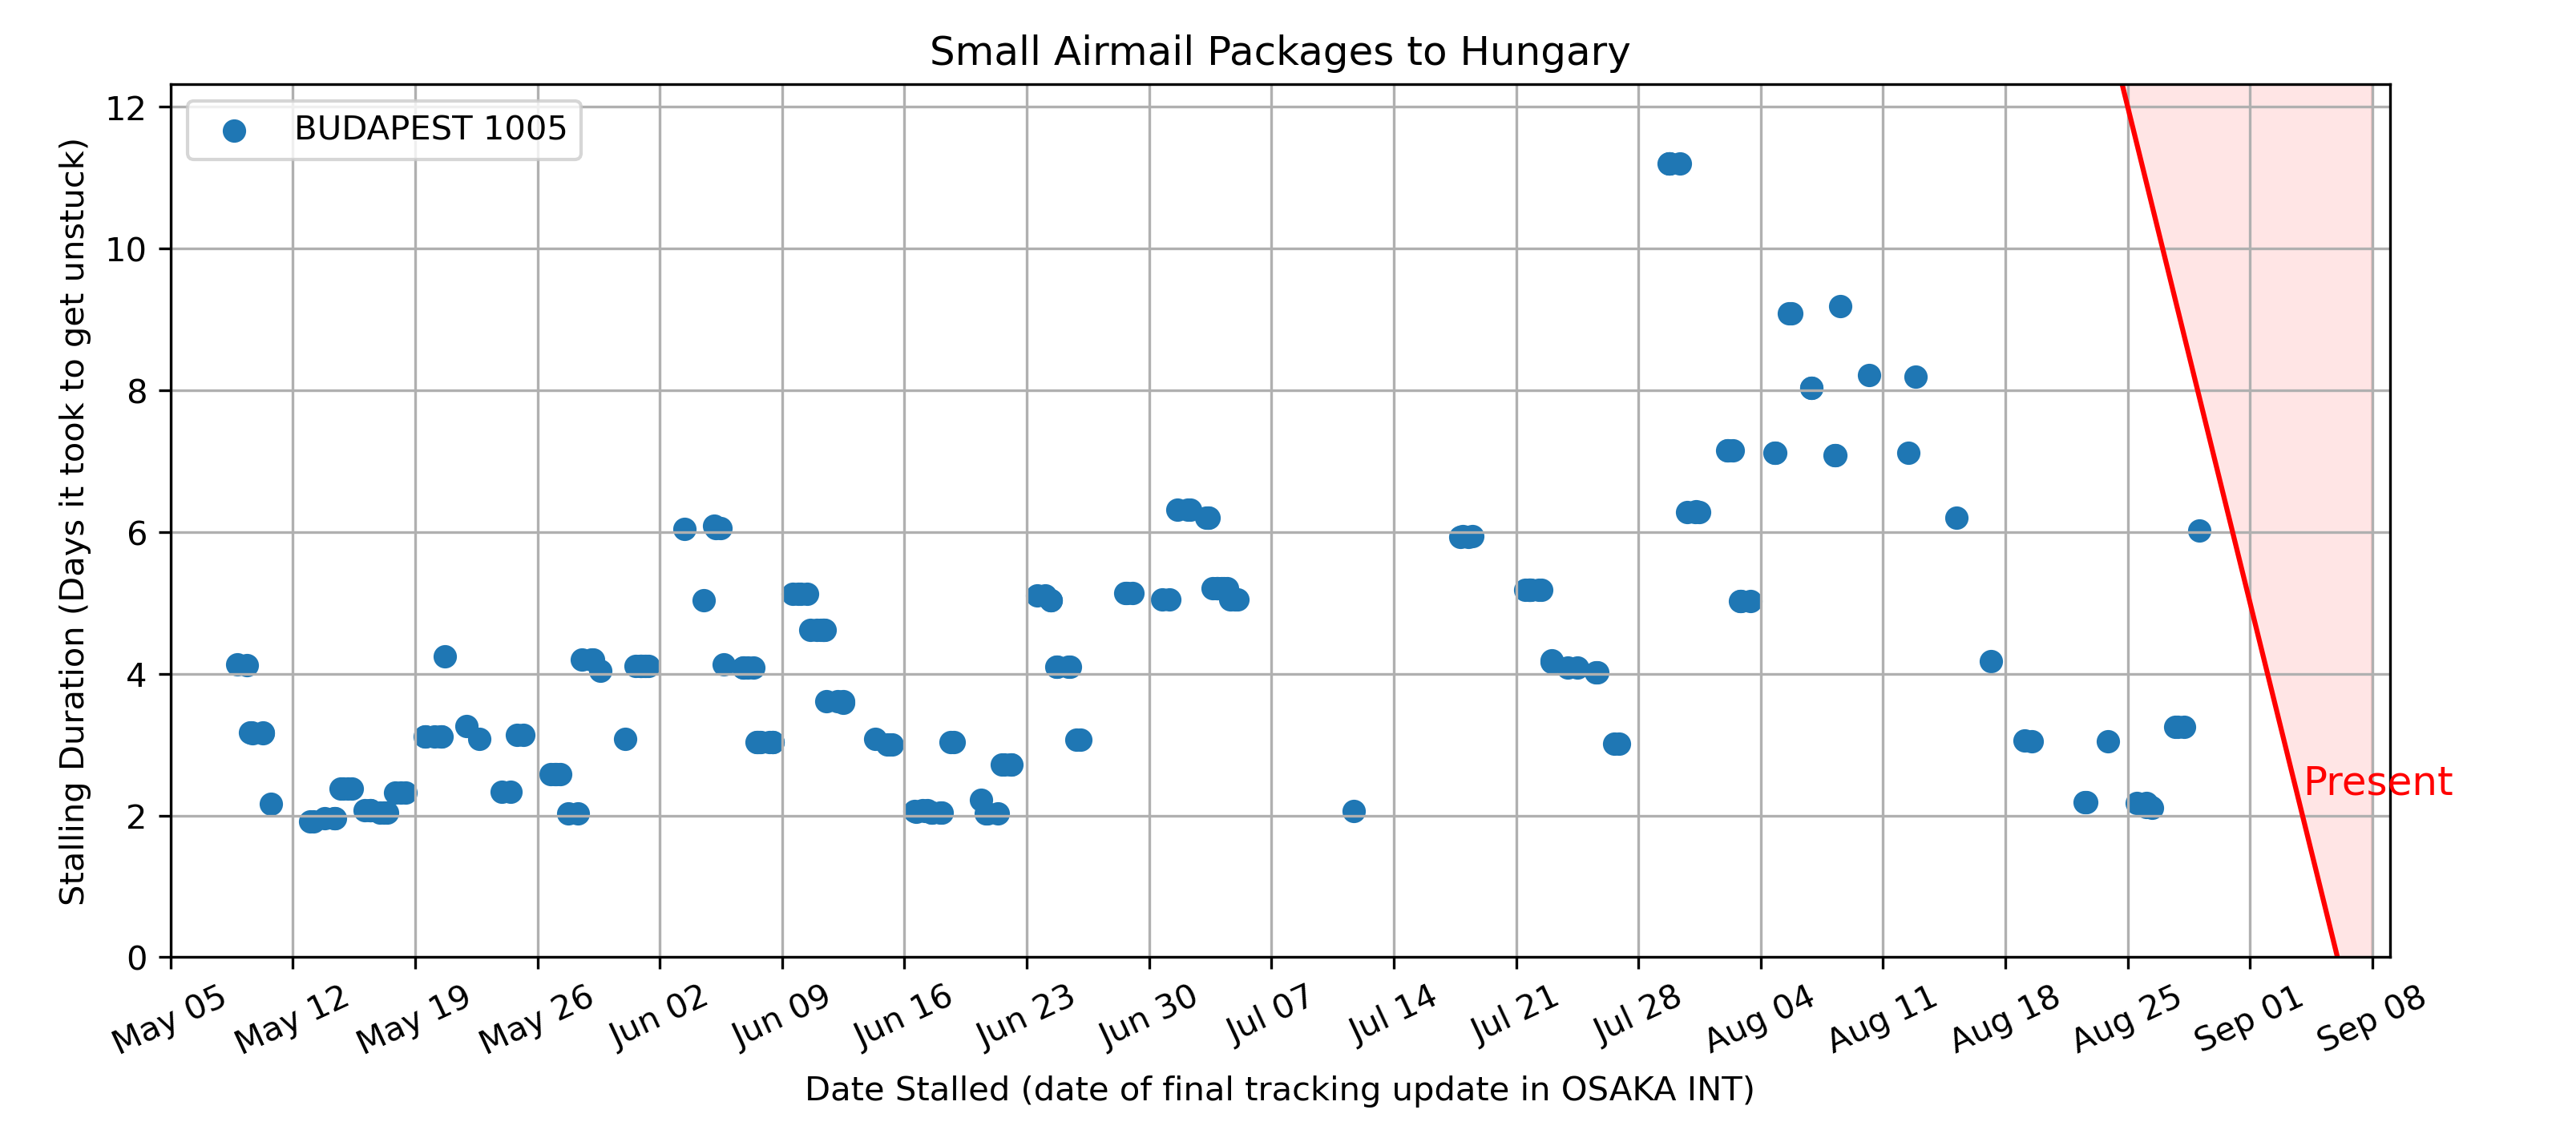 Small Airmail Packages to Hungary
BUDAPEST 1005
Stalling Duration (Days it took to get unstuck)
12
10
8
6
4
2
0
Present
May 05
May 12
May 19
May 26
Jun 02
Jun 09
Jun 16
Jun 23
Jun 30
Jul 07
Jul 14
Jul 21
Jul 28
Aug 04
Aug 11
Aug 18
Aug 25
Sep 01
Sep 08
Date Stalled (date of final tracking update in OSAKA INT)